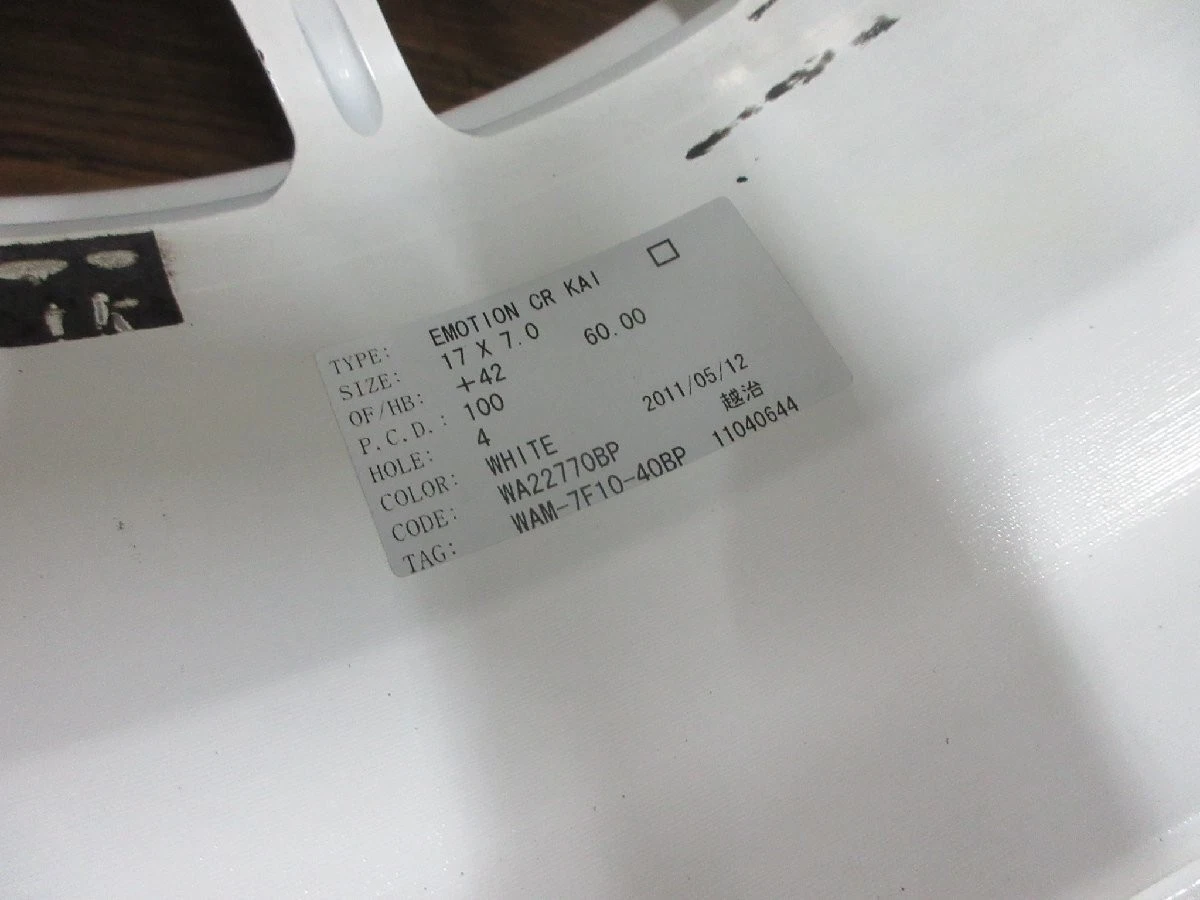 TYPE: EMOTION CR KAI
SIZE: 17 X 7.0
OF/HB: +42 60.00
P.C.D.: 100
HOLE: 4
COLOR: WHITE 2011/05/12
CODE: WA22770BP 越治
TAG: WAM-7F10-40BP 11040644